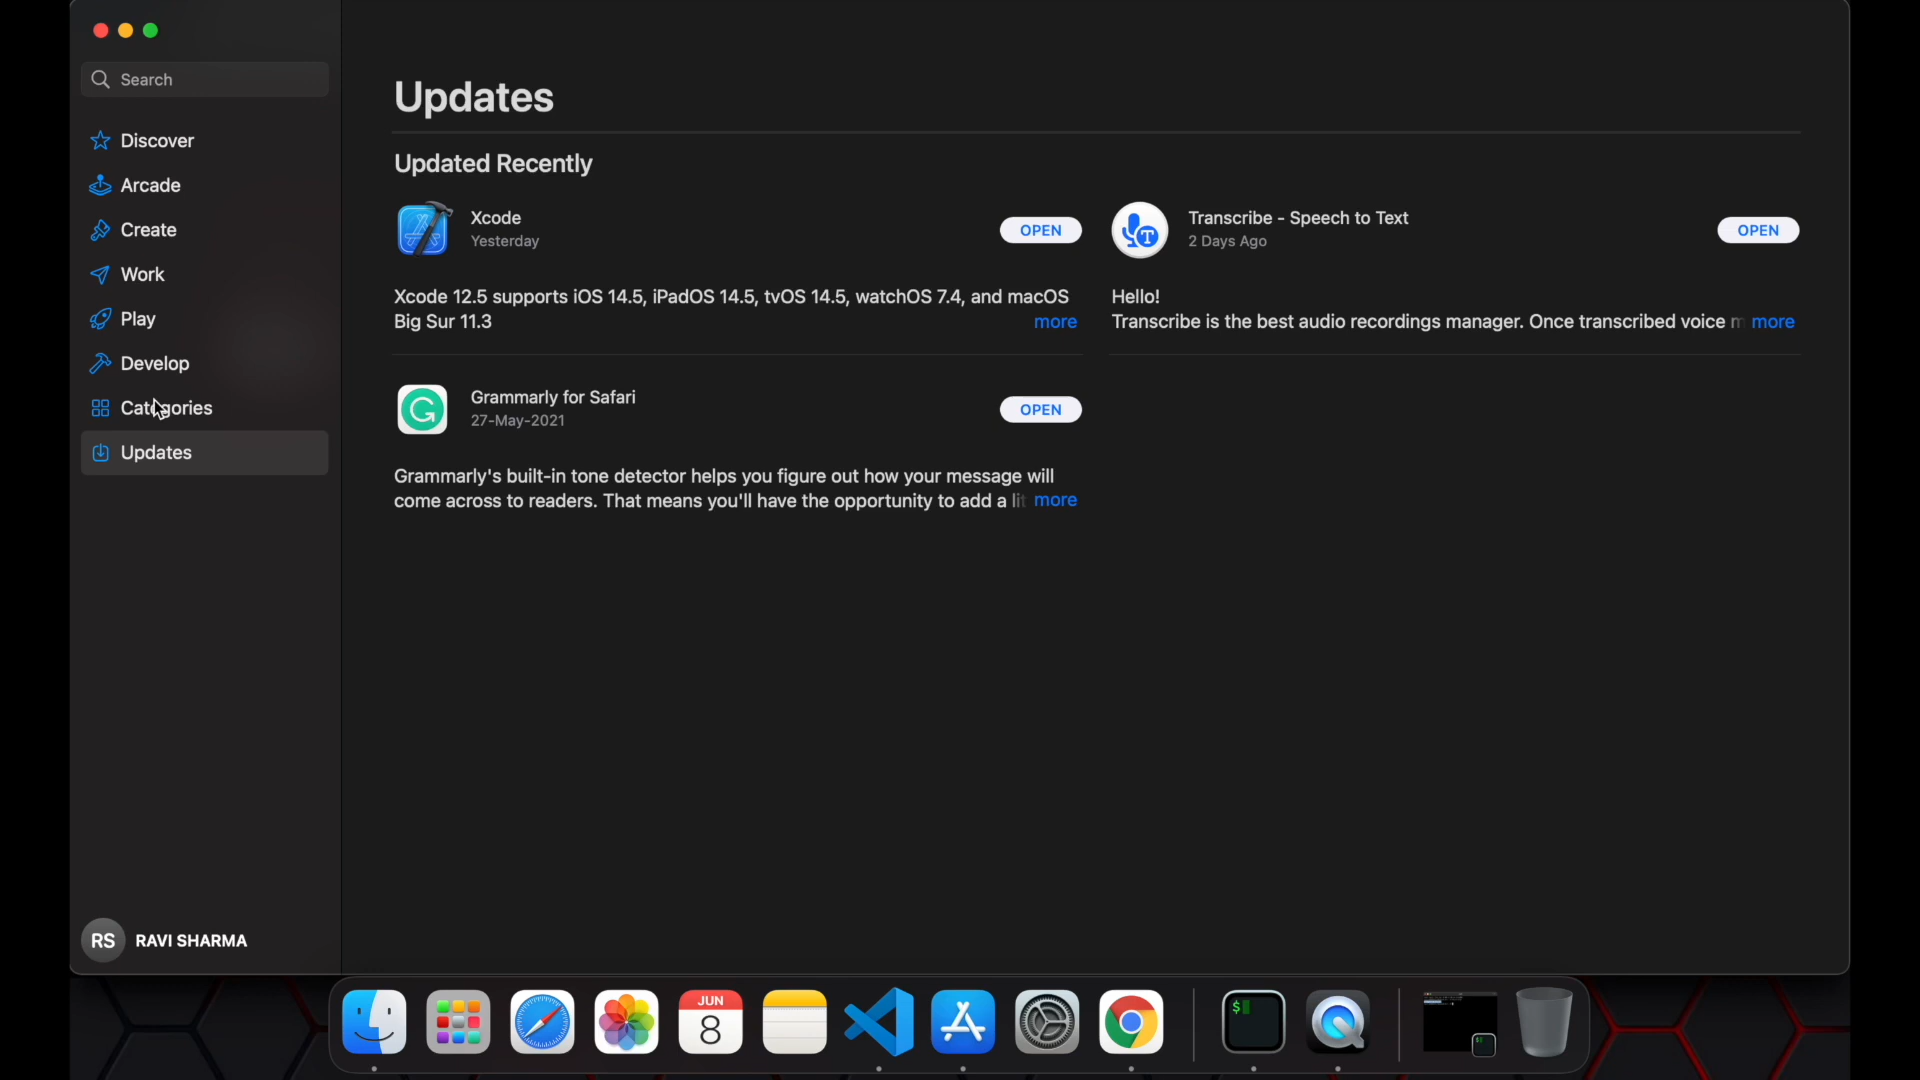 Search
Discover
Arcade
Create
Work
Play
Develop
Categories
Updates
RS RAVI SHARMA
Updates
Updated Recently
Xcode
Yesterday
OPEN
Xcode 12.5 supports iOS 14.5, iPadOS 14.5, tvOS 14.5, watchOS 7.4, and macOS
Big Sur 11.3 more
Transcribe - Speech to Text
2 Days Ago
OPEN
Hello!
Transcribe is the best audio recordings manager. Once transcribed voice m more
Grammarly for Safari
27-May-2021
OPEN
Grammarly's built-in tone detector helps you figure out how your message will
come across to readers. That means you'll have the opportunity to add a lit more
JUN
8
$